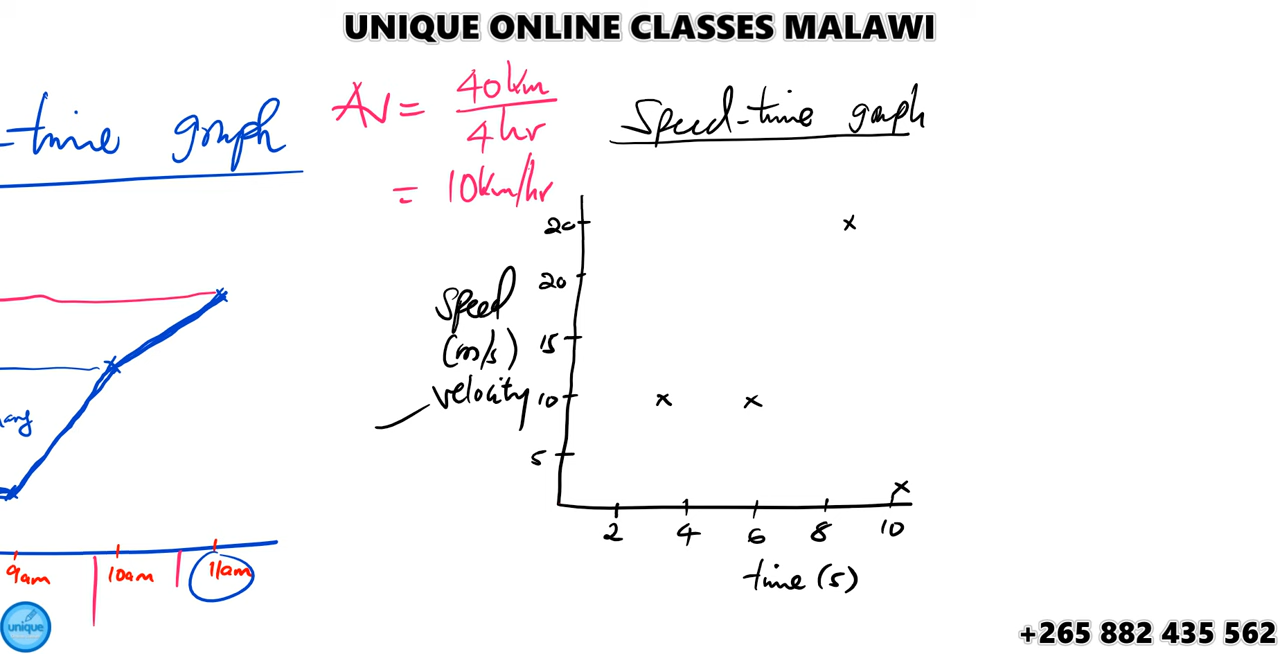 UNIQUE ONLINE CLASSES MALAWI
-time graph
AV = 40km
4hr
= 10km/hr
Speed-time graph
20
20
15
10
5
Speed
(m/s)
velocity
2 4 6 8 10
time (s)
9am 10am 11am
unique
+265 882 435 562